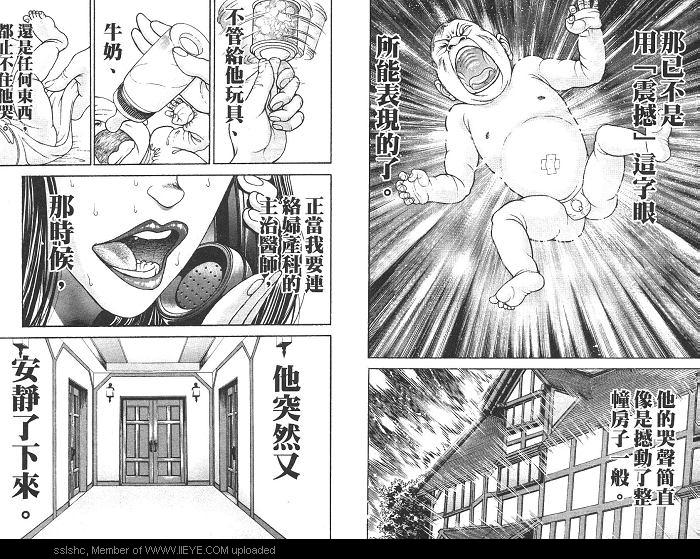 那已不是
用「震撼」這字眼
所能表現的了。
他的哭聲簡直
像是撼動了整
幢房子一般。
不管給他玩具、
牛奶、
還是任何東西，
都止不住他哭。
正當我要連
絡婦產科的
主治醫師，
那時候，
他突然又
安靜了下來。
sslshc, Member of WWW.IIEYE.COM uploaded